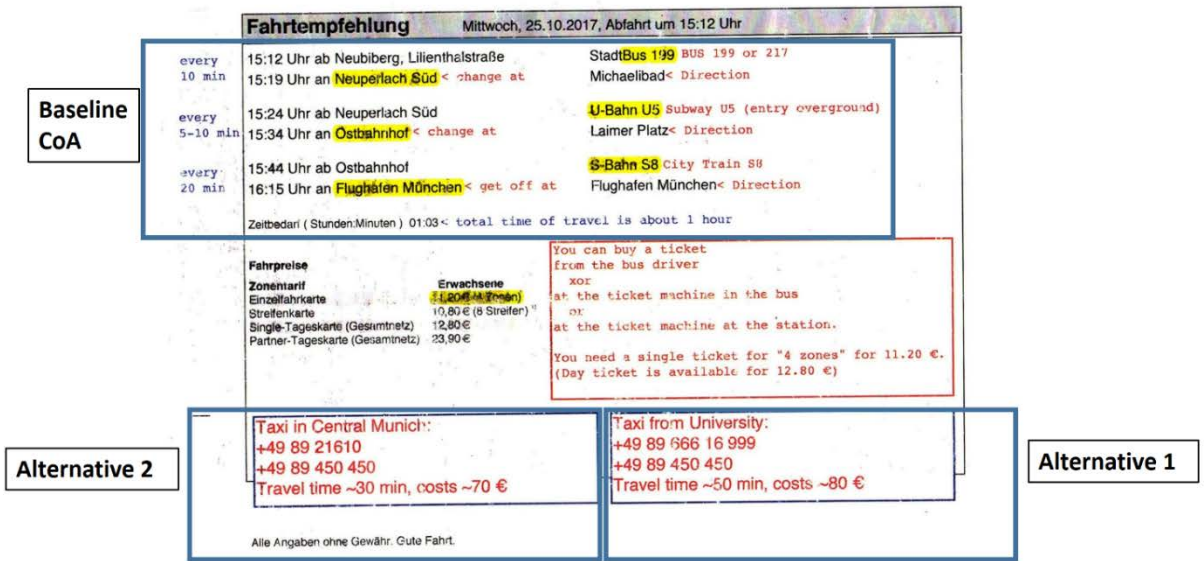 Fahrtempfehlung Mittwoch, 25.10.2017, Abfahrt um 15:12 Uhr
Baseline CoA
every 10 min
15:12 Uhr ab Neubiberg, Lilienthalstraße StadtBus 199 BUS 199 or 217
15:19 Uhr an Neuperlach Süd < change at Michaelibad< Direction
every 5-10 min
15:24 Uhr ab Neuperlach Süd U-Bahn U5 Subway U5 (entry overground)
15:34 Uhr an Ostbahnhof < change at Laimer Platz< Direction
every 20 min
15:44 Uhr ab Ostbahnhof S-Bahn S8 City Train S8
16:15 Uhr an Flughafen München < get off at Flughafen München< Direction
Zeitbedarf ( Stunden:Minuten ) 01:03< total time of travel is about 1 hour
Fahrpreise
Zonentarif Erwachsene
Einzelfahrkarte 11,20€ (4 Zonen)
Streifenkarte 10,80 € (8 Streifen)
Single-Tageskarte (Gesamtnetz) 12,80 €
Partner-Tageskarte (Gesamtnetz) 23,90 €
You can buy a ticket
from the bus driver
xor
at the ticket machine in the bus
or
at the ticket machine at the station.
You need a single ticket for "4 zones" for 11.20 €.
(Day ticket is available for 12.80 €)
Alternative 2
Taxi in Central Munich:
+49 89 21610
+49 89 450 450
Travel time ~30 min, costs ~70 €
Taxi from University:
+49 89 666 16 999
+49 89 450 450
Travel time ~50 min, costs ~80 €
Alternative 1
Alle Angaben ohne Gewähr. Gute Fahrt.